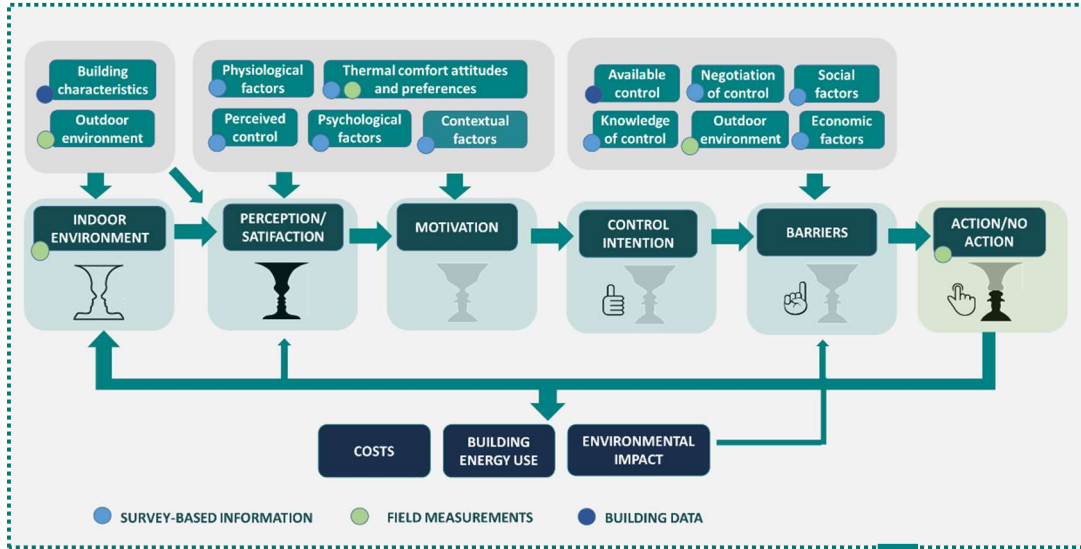 Building
characteristics
Outdoor
environment
Physiological
factors
Thermal comfort attitudes
and preferences
Perceived
control
Psychological
factors
Contextual
factors
Available
control
Negotiation
of control
Social
factors
Knowledge
of control
Outdoor
environment
Economic
factors
INDOOR
ENVIRONMENT
PERCEPTION/
SATIFACTION
MOTIVATION
CONTROL
INTENTION
BARRIERS
ACTION/NO
ACTION
COSTS
BUILDING
ENERGY USE
ENVIRONMENTAL
IMPACT
SURVEY-BASED INFORMATION
FIELD MEASUREMENTS
BUILDING DATA